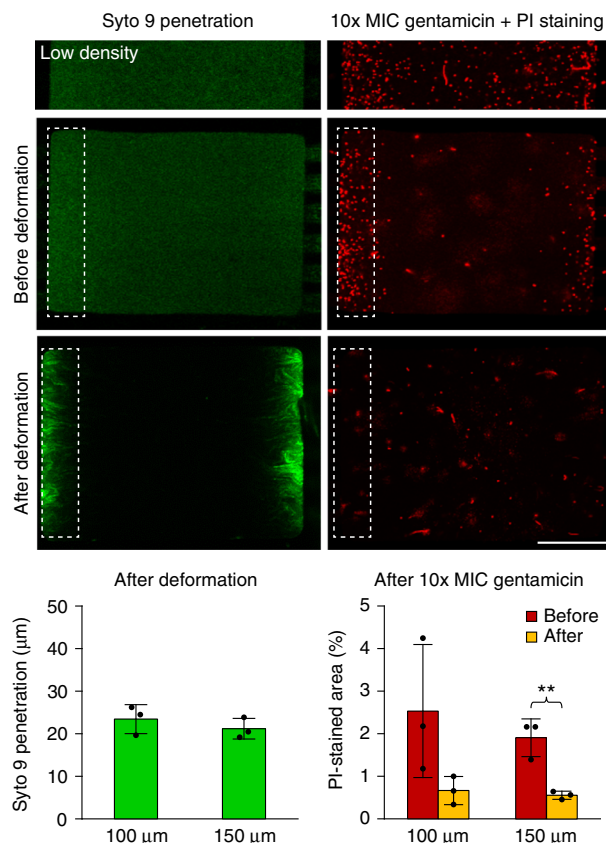 Syto 9 penetration
10x MIC gentamicin + PI staining
Low density
Before deformation
After deformation
After deformation
Syto 9 penetration (μm)
50
40
30
20
10
0
100 μm
150 μm
After 10x MIC gentamicin
PI-stained area (%)
5
4
3
2
1
0
Before
After
**
100 μm
150 μm